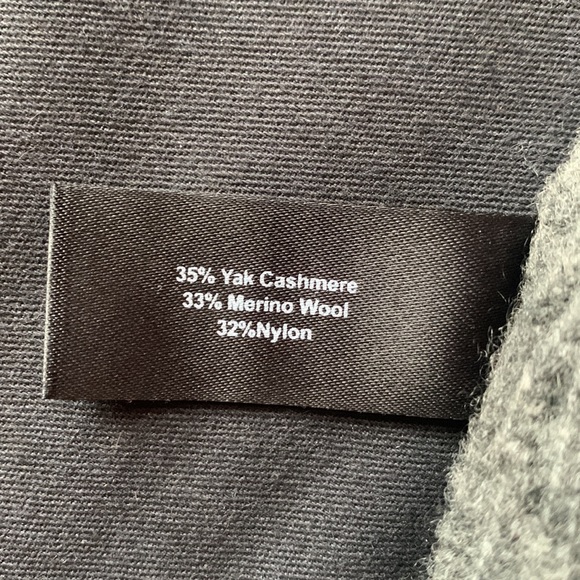 35% Yak Cashmere
33% Merino Wool
32%Nylon